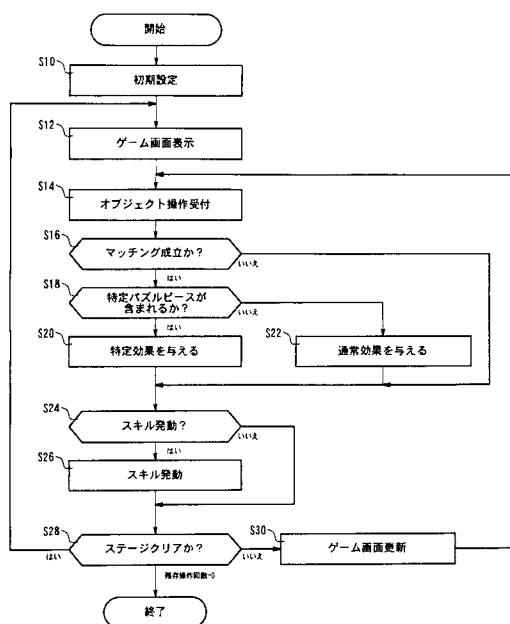 開始
S10
初期設定
S12
ゲーム画面表示
S14
オブジェクト操作受付
S16
マッチング成立か?
いいえ
はい
S18
特定パズルピースが
含まれるか?
いいえ
はい
S20
特定効果を与える
S22
通常効果を与える
S24
スキル発動?
いいえ
はい
S26
スキル発動
S28
ステージクリアか?
はい
いいえ
S30
ゲーム画面更新
残存操作回数=0
終了